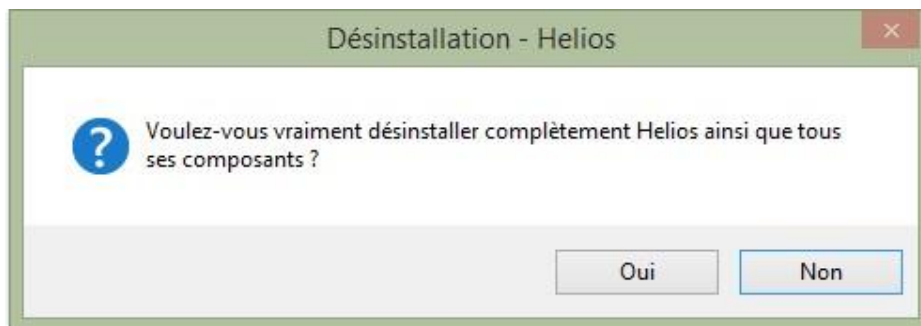 Désinstallation - Helios
Voulez-vous vraiment désinstaller complètement Helios ainsi que tous
ses composants ?
Oui
Non